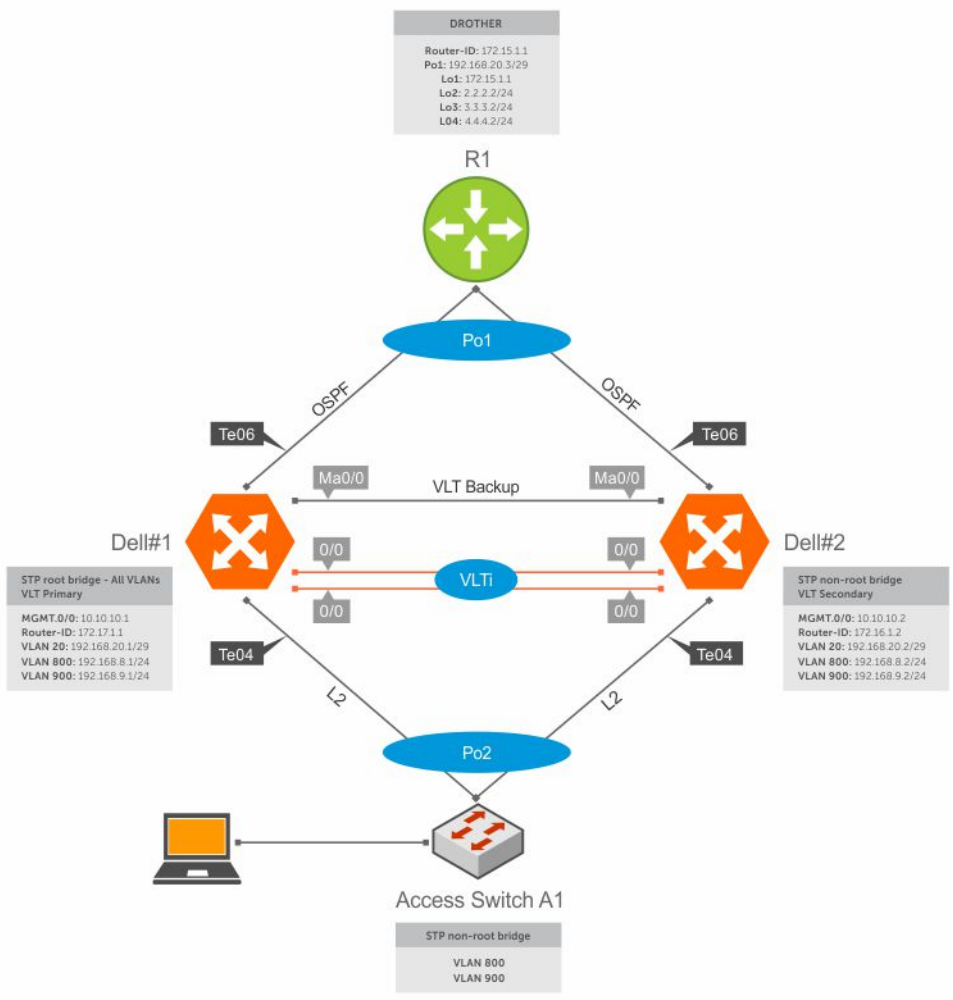 DROTHER
Router-ID: 172.15.1.1
Po1: 192.168.20.3/29
Lo1: 172.15.1.1
Lo2: 2.2.2.2/24
Lo3: 3.3.3.2/24
L04: 4.4.4.2/24
R1
Po1
OSPF
OSPF
Te06
Te06
Ma0/0
VLT Backup
Ma0/0
Dell#1
Dell#2
0/0
0/0
VLTi
0/0
0/0
STP root bridge - All VLANs
VLT Primary
MGMT.0/0: 10.10.10.1
Router-ID: 172.17.1.1
VLAN 20: 192.168.20.1/29
VLAN 800: 192.168.8.1/24
VLAN 900: 192.168.9.1/24
STP non-root bridge
VLT Secondary
MGMT.0/0: 10.10.10.2
Router-ID: 172.16.1.2
VLAN 20: 192.168.20.2/29
VLAN 800: 192.168.8.2/24
VLAN 900: 192.168.9.2/24
Te04
Te04
L2
L2
Po2
Access Switch A1
STP non-root bridge
VLAN 800
VLAN 900